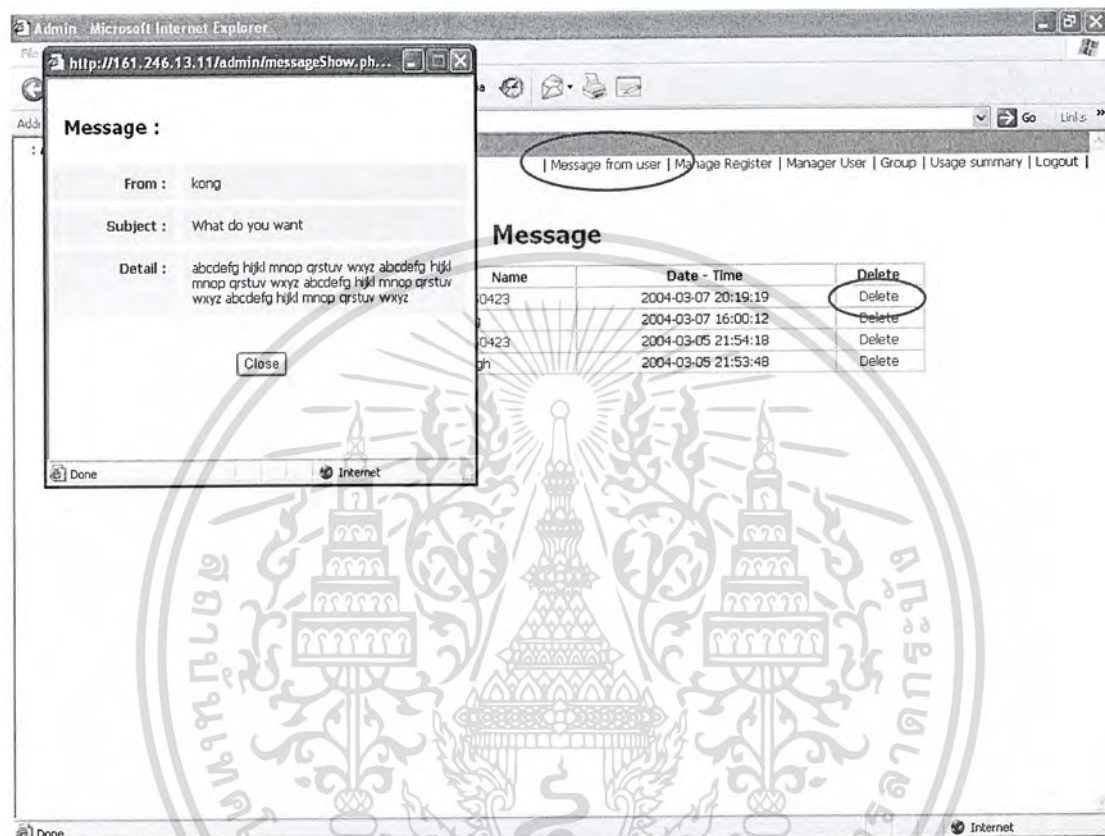 Admin - Microsoft Internet Explorer
File
http://161.246.13.11/admin/messageShow.ph...
Go Links »
Message :
From : kong
Subject : What do you want
Detail : abcdefg hijkl mnop qrstuv wxyz abcdefg hijkl
mnop qrstuv wxyz abcdefg hijkl mnop qrstuv
wxyz abcdefg hijkl mnop qrstuv wxyz
Close
Done Internet
| Message from user | Manage Register | Manager User | Group | Usage summary | Logout |
Message
Name Date - Time Delete
0423 2004-03-07 20:19:19 Delete
2004-03-07 16:00:12 Delete
0423 2004-03-05 21:54:18 Delete
gh 2004-03-05 21:53:48 Delete
Done Internet